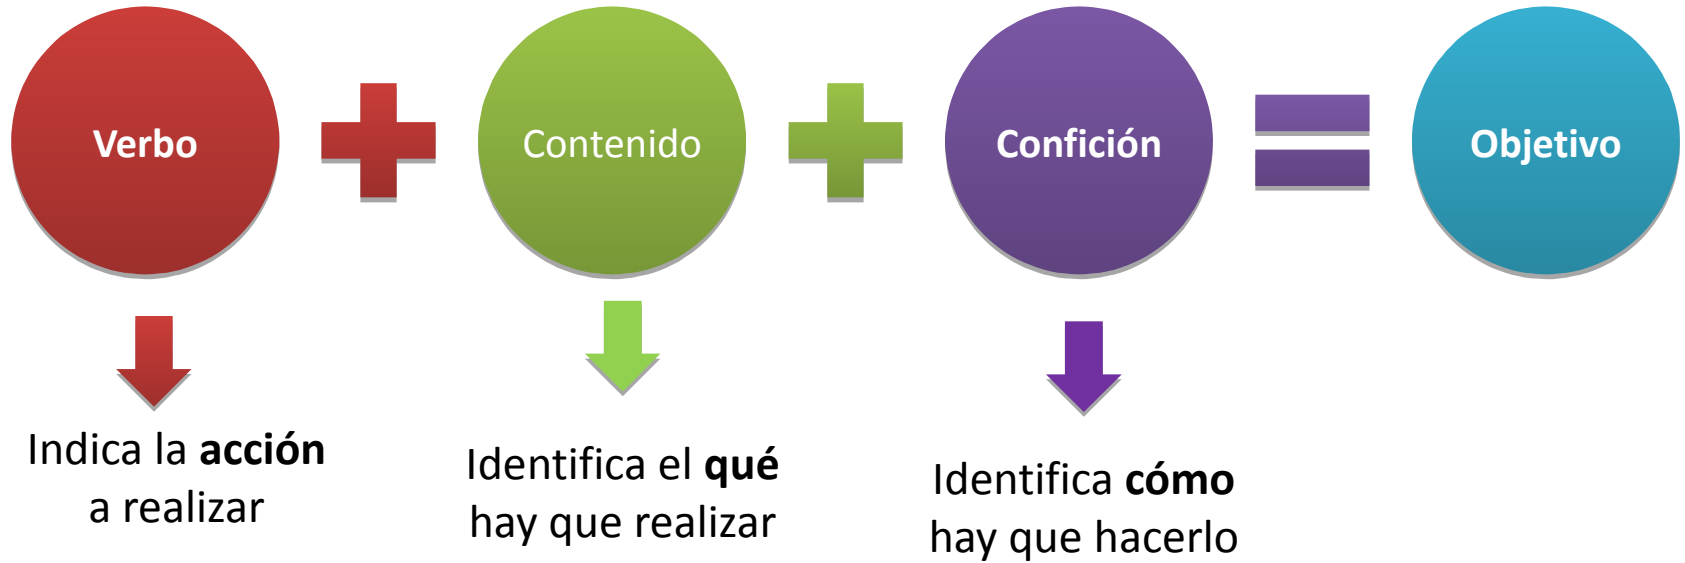 Verbo
Contenido
Confición
Objetivo
Indica la acción
a realizar
Identifica el qué
hay que realizar
Identifica cómo
hay que hacerlo